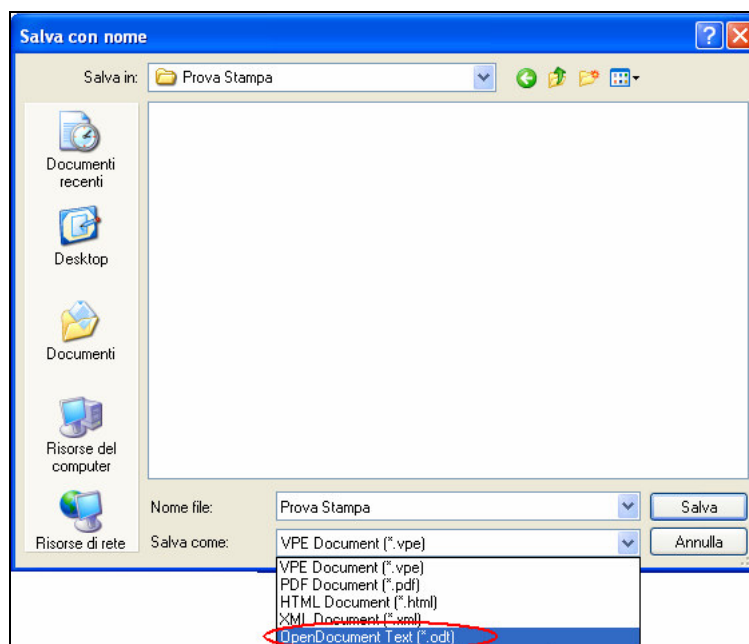 Salva con nome
Salva in: Prova Stampa
Documenti
recenti
Desktop
Documenti
Risorse del
computer
Risorse di rete
Nome file: Prova Stampa Salva
Salva come: VPE Document (*.vpe) Annulla
VPE Document (*.vpe)
PDF Document (*.pdf)
HTML Document (*.html)
XML Document (*.xml)
OpenDocument Text (*.odt)